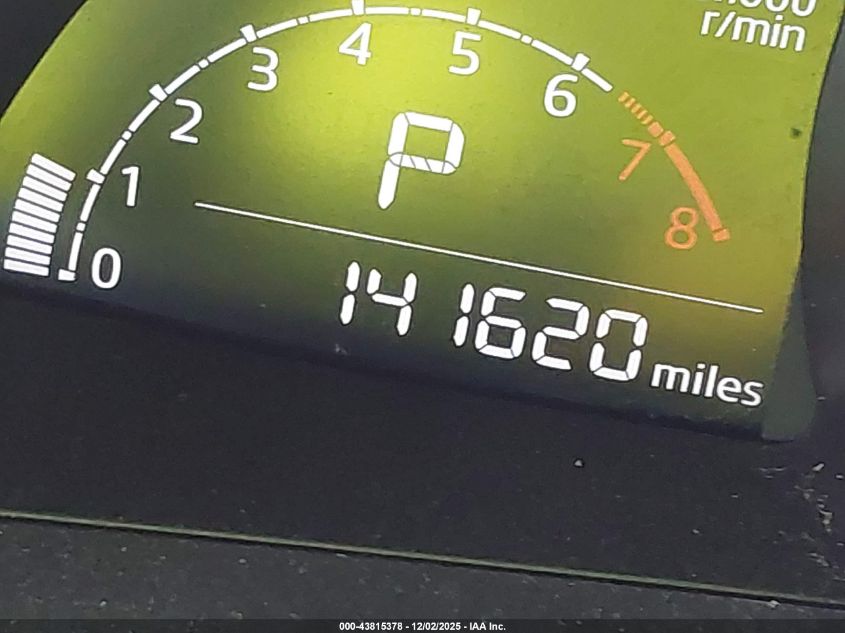 r/min
0 1 2 3 4 5 6 7 8
P
141620 miles
000-43815378 - 12/02/2025 - IAA Inc.